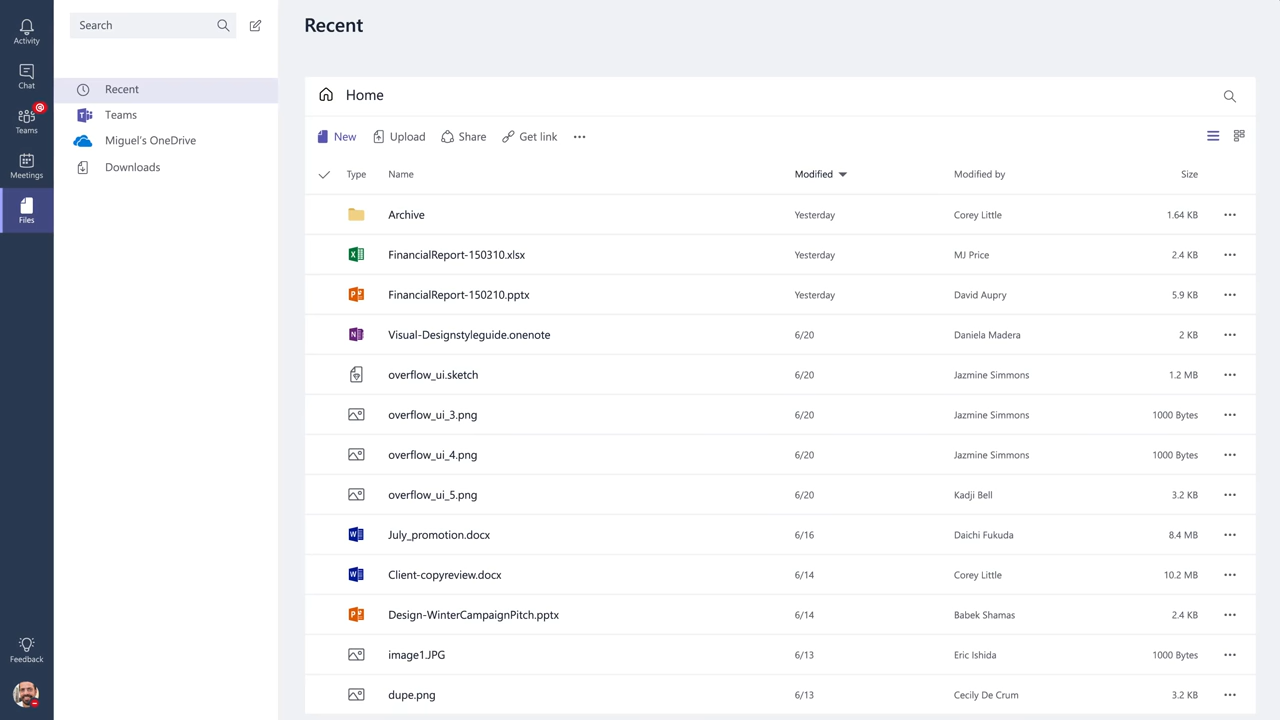 Activity
Chat
Teams
Meetings
Files
Feedback
Search
Recent
Teams
Miguel's OneDrive
Downloads
Recent
Home
New Upload Share Get link
Type Name Modified Modified by Size
Archive Yesterday Corey Little 1.64 KB
FinancialReport-150310.xlsx Yesterday MJ Price 2.4 KB
FinancialReport-150210.pptx Yesterday David Aupry 5.9 KB
Visual-Designstyleguide.onenote 6/20 Daniela Madera 2 KB
overflow_ui.sketch 6/20 Jazmine Simmons 1.2 MB
overflow_ui_3.png 6/20 Jazmine Simmons 1000 Bytes
overflow_ui_4.png 6/20 Jazmine Simmons 1000 Bytes
overflow_ui_5.png 6/20 Kadji Bell 3.2 KB
July_promotion.docx 6/16 Daichi Fukuda 8.4 MB
Client-copyreview.docx 6/14 Corey Little 10.2 MB
Design-WinterCampaignPitch.pptx 6/14 Babek Shamas 2.4 KB
image1.JPG 6/13 Eric Ishida 1000 Bytes
dupe.png 6/13 Cecily De Crum 3.2 KB